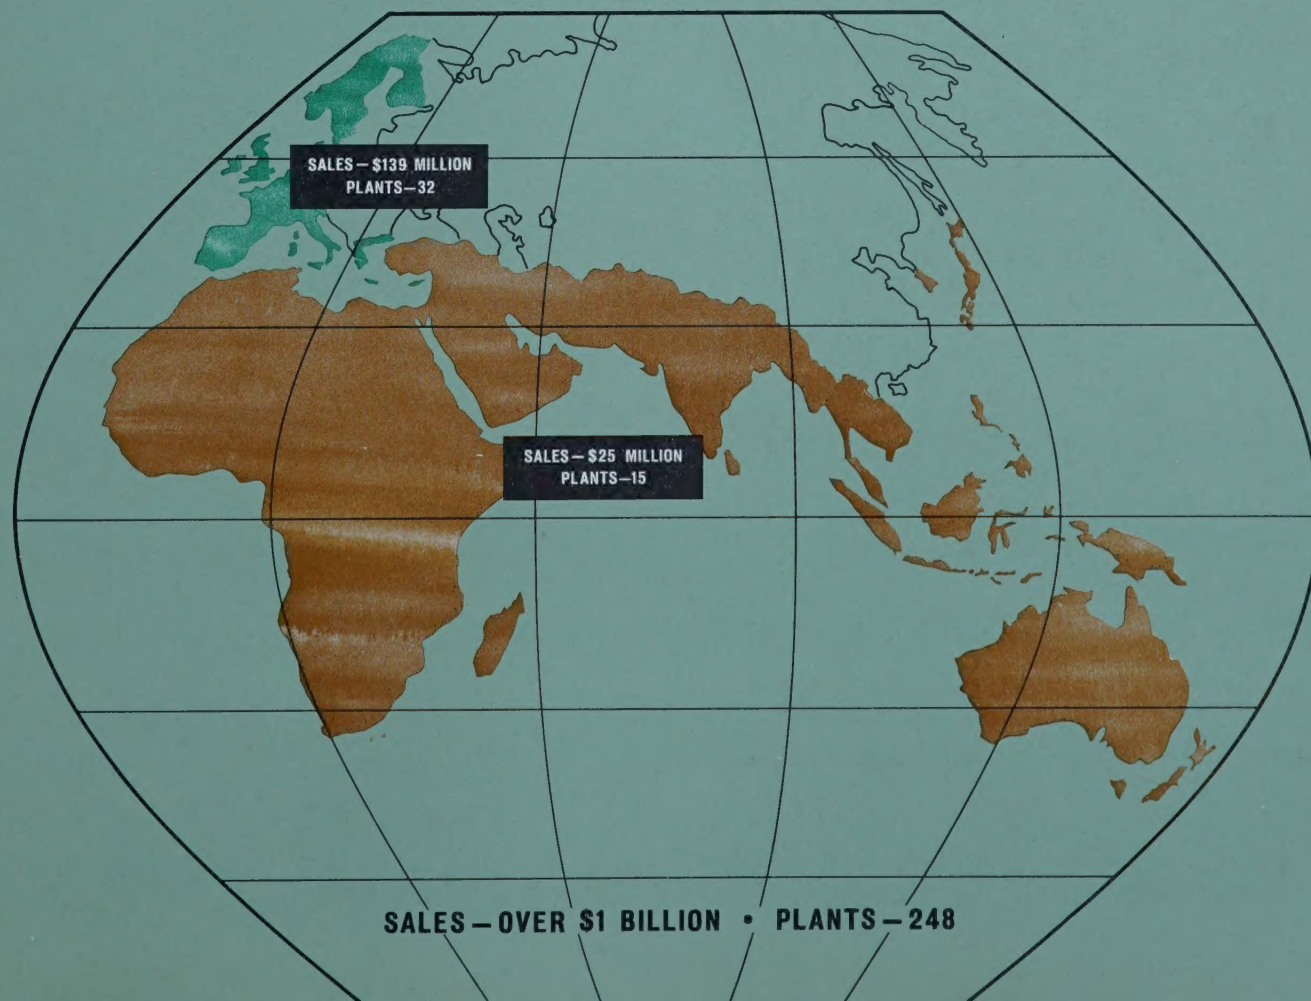 SALES—$139 MILLION
PLANTS—32
SALES—$25 MILLION
PLANTS—15
SALES—OVER $1 BILLION • PLANTS—248